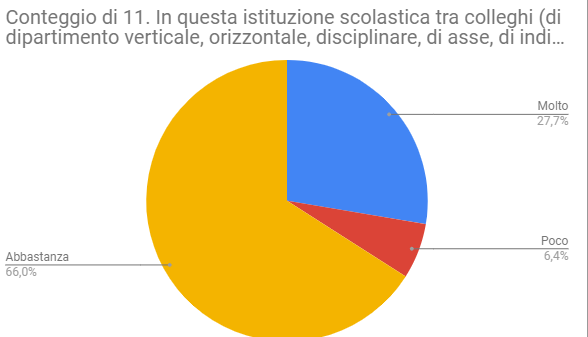 Conteggio di 11. In questa istituzione scolastica tra colleghi (di
dipartimento verticale, orizzontale, disciplinare, di asse, di indi...
Molto
27,7%
Poco
6,4%
Abbastanza
66,0%